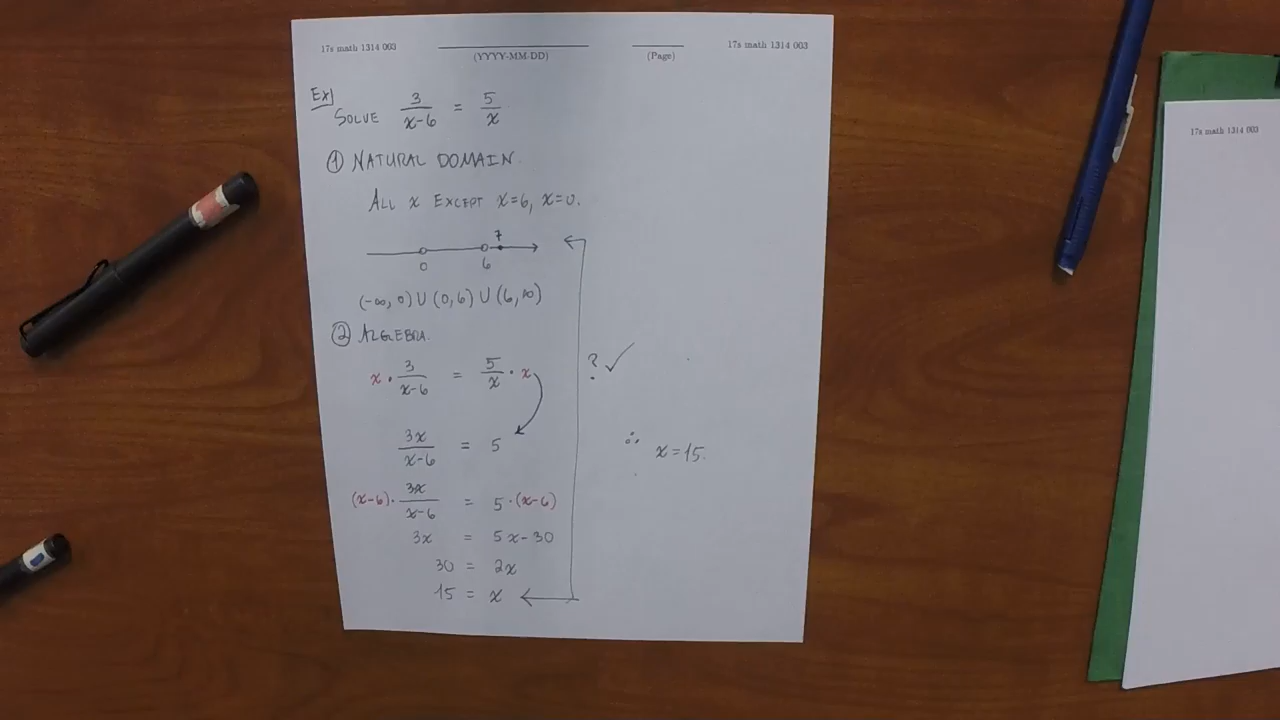 17s math 1314 003
(YYYY-MM-DD)
(Page)
17s math 1314 003
Ex)
SOLVE 3/(x-6) = 5/x
① NATURAL DOMAIN.
ALL x EXCEPT x=6, x=0.
7
0 6
(-∞, 0) ∪ (0, 6) ∪ (6, ∞)
② ALGEBRA.
x · 3/(x-6) = 5/x · x
3x/(x-6) = 5
(x-6) · 3x/(x-6) = 5 · (x-6)
3x = 5x-30
30 = 2x
15 = x
? ✓
∴ x=15.
17s math 1314 003